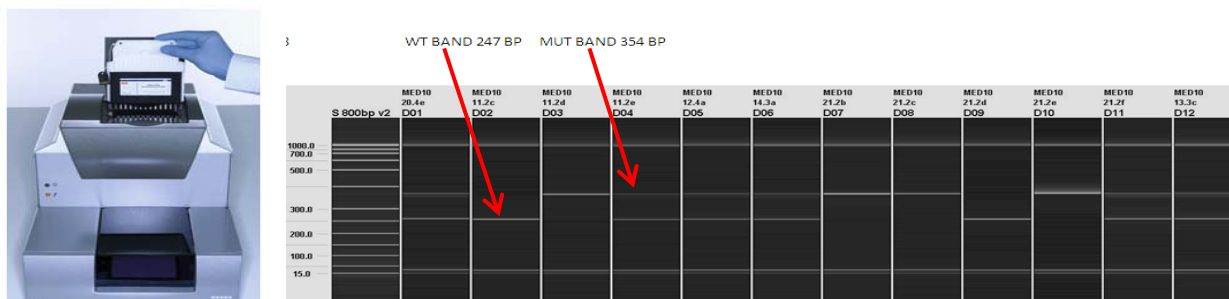 3 WT BAND 247 BP MUT BAND 354 BP
MED10 MED10 MED10 MED10 MED10 MED10 MED10 MED10 MED10 MED10 MED10 MED10
20.4e 11.2c 11.2d 11.2e 12.4a 14.3a 21.2b 21.2c 21.2d 21.2e 21.2f 13.3c
S 800bp v2 D01 D02 D03 D04 D05 D06 D07 D08 D09 D10 D11 D12
1000.0
700.0
500.0
300.0
200.0
100.0
15.0